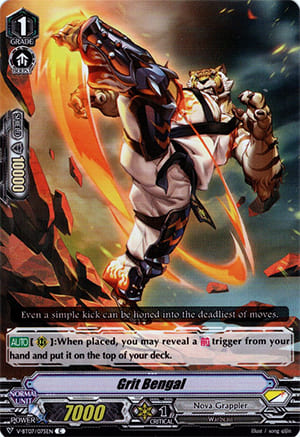 1
GRADE
BOOST
SHIELD
10000
Even a simple kick can be honed into the deadliest of moves.
AUTO [ ]:When placed, you may reveal a trigger from your
hand and put it on the top of your deck.
Grit Bengal
NORMAL
UNIT
POWER
7000
1
CRITICAL
Nova Grappler
WarBeast
V-BT07/075EN C
Illust / song qijin